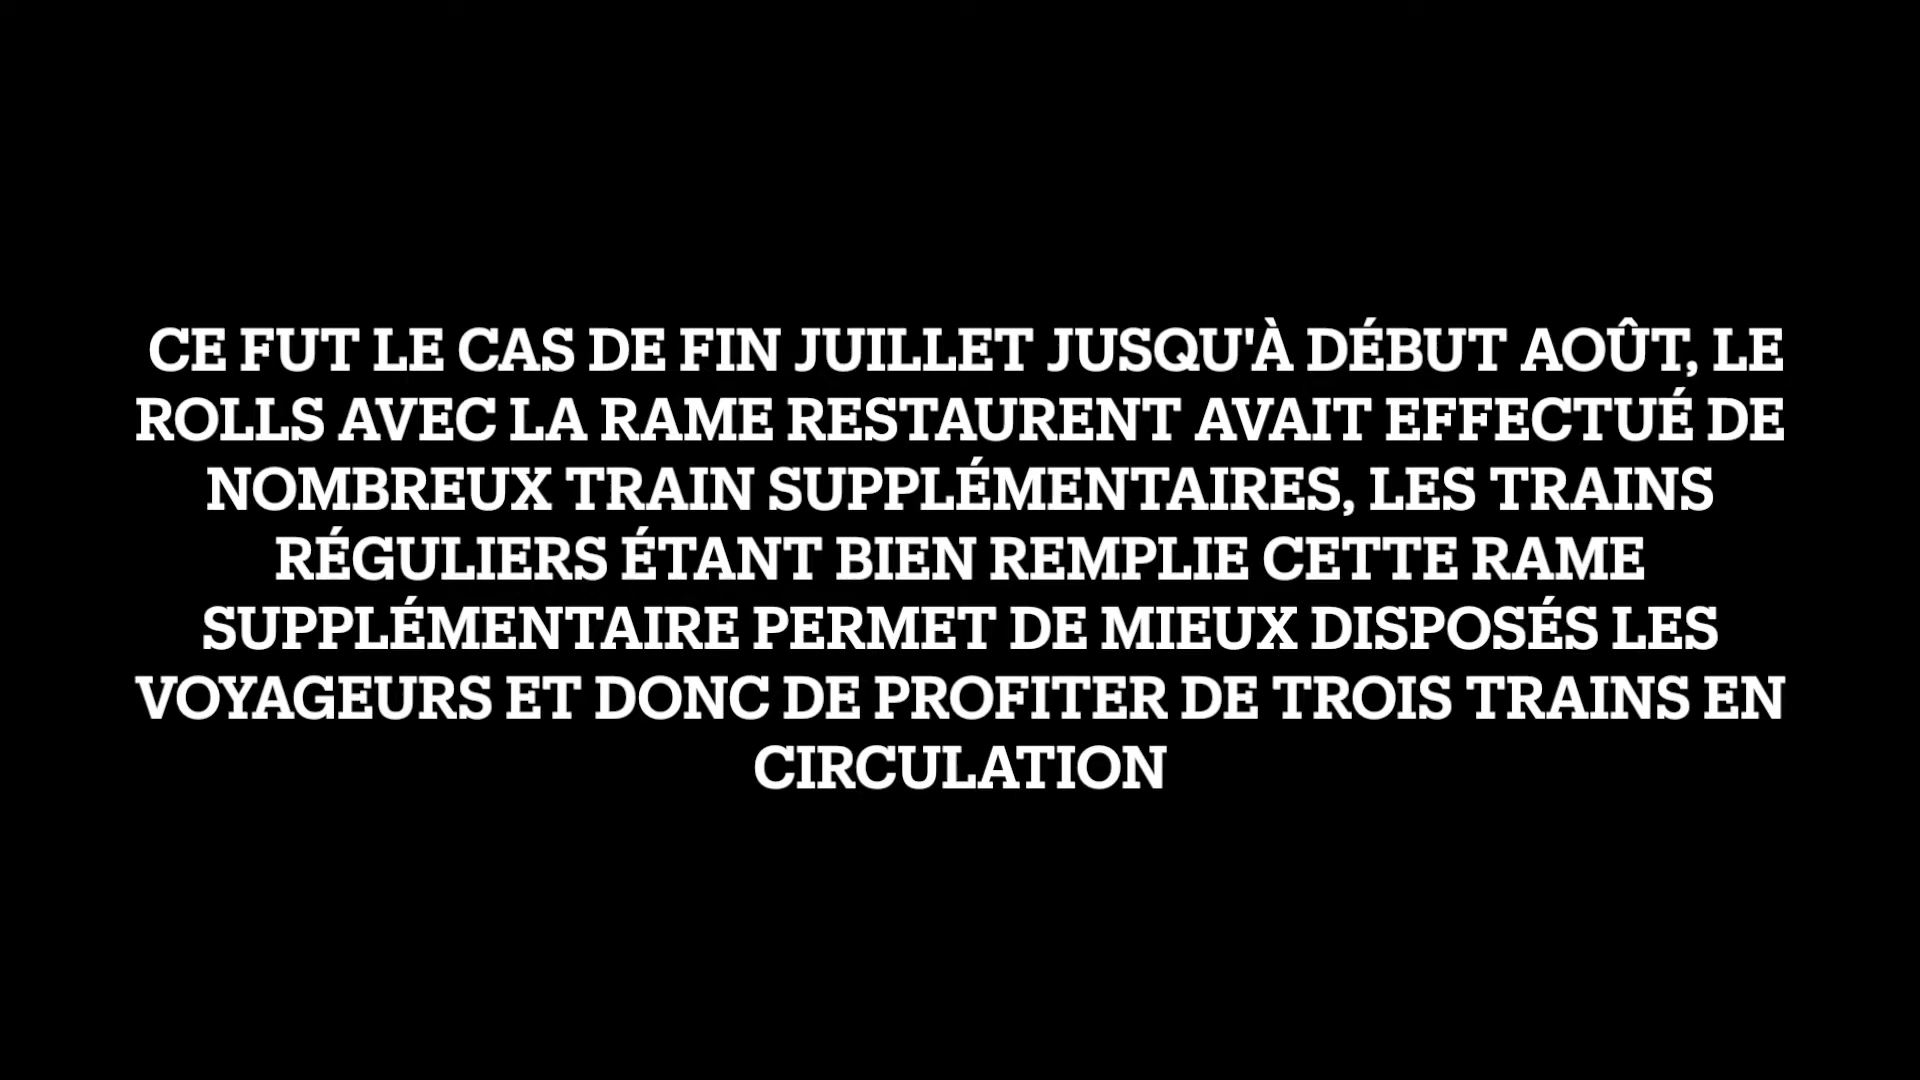 CE FUT LE CAS DE FIN JUILLET JUSQU'À DÉBUT AOÛT, LE
ROLLS AVEC LA RAME RESTAURENT AVAIT EFFECTUÉ DE
NOMBREUX TRAIN SUPPLÉMENTAIRES, LES TRAINS
RÉGULIERS ÉTANT BIEN REMPLIE CETTE RAME
SUPPLÉMENTAIRE PERMET DE MIEUX DISPOSÉS LES
VOYAGEURS ET DONC DE PROFITER DE TROIS TRAINS EN
CIRCULATION